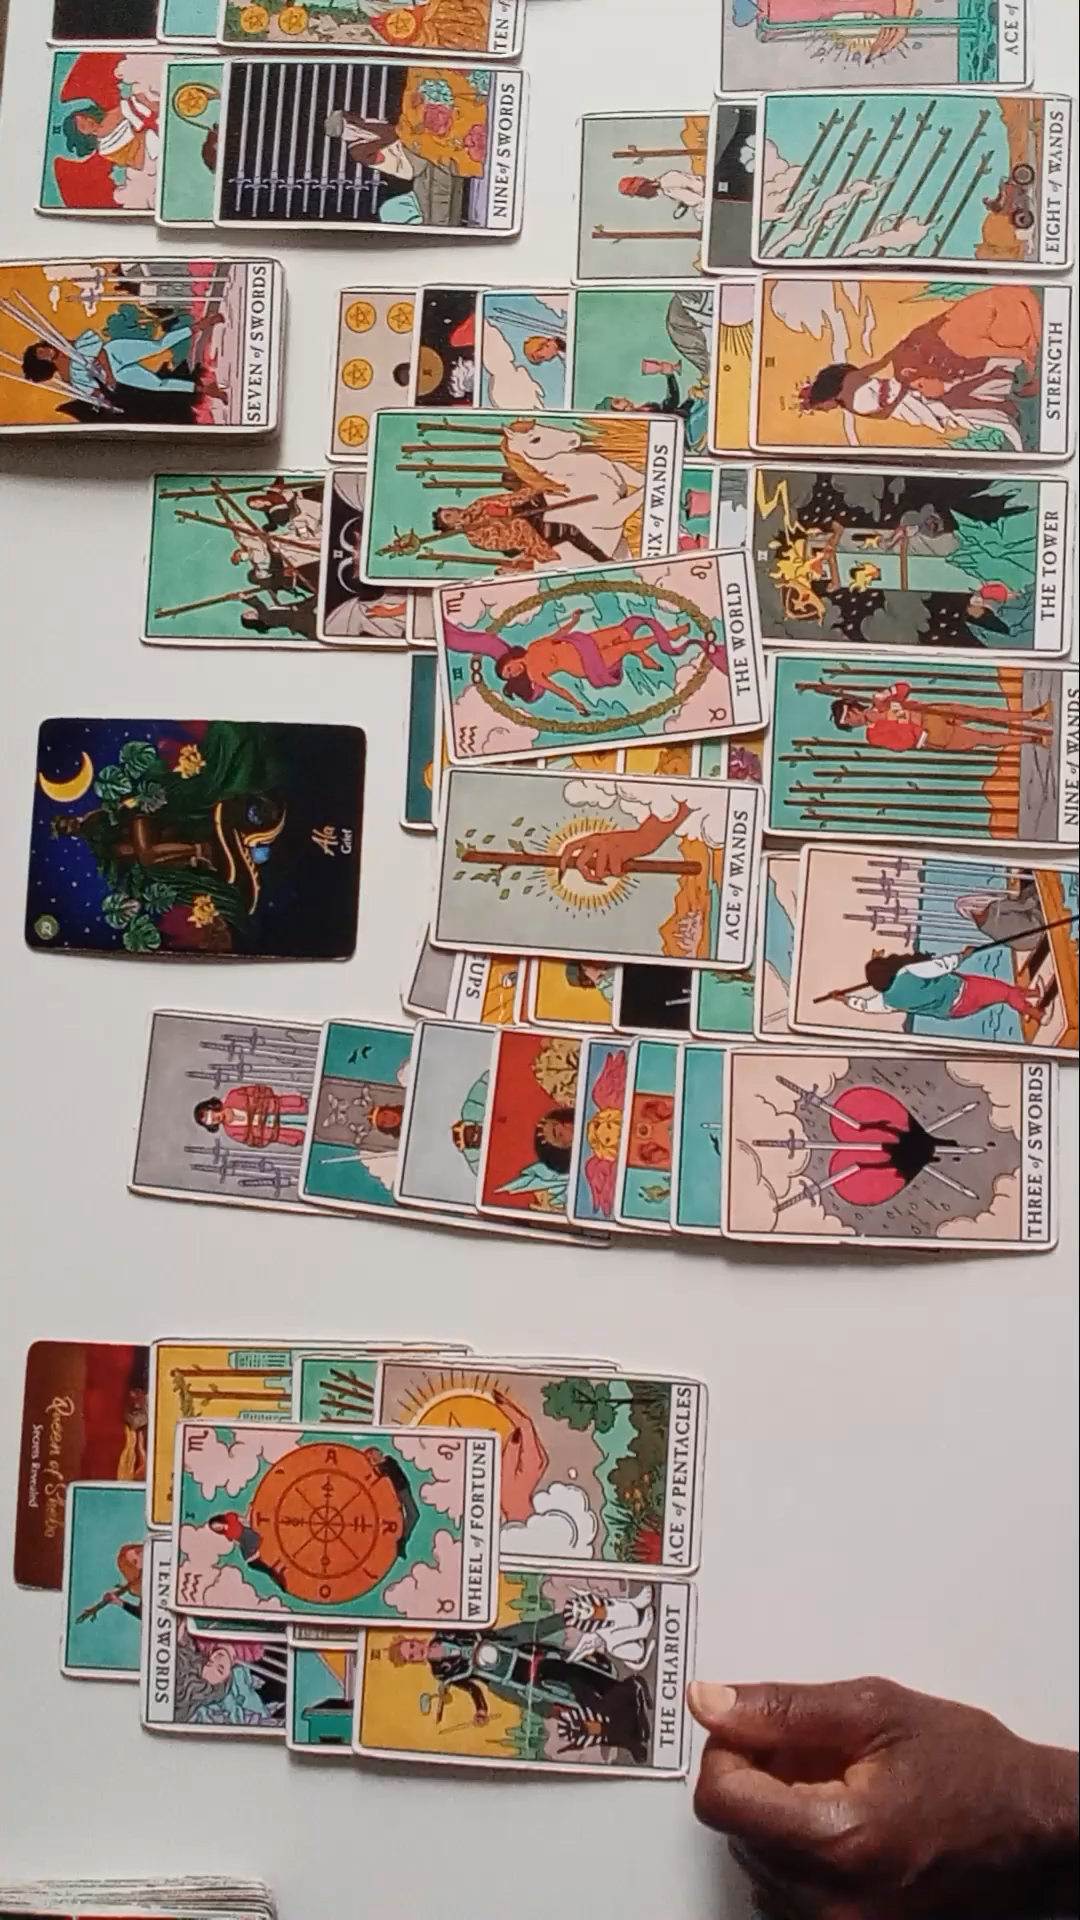 TEN of
ACE of
NINE of SWORDS
EIGHT of WANDS
SEVEN of SWORDS
STRENGTH
SIX of WANDS
THE TOWER
THE WORLD
NINE of WANDS
Ala
Grief
ACE of WANDS
CUPS
THREE of SWORDS
Queen of Sheba
Secrets Revealed
ACE of PENTACLES
WHEEL of FORTUNE
TEN of SWORDS
THE CHARIOT